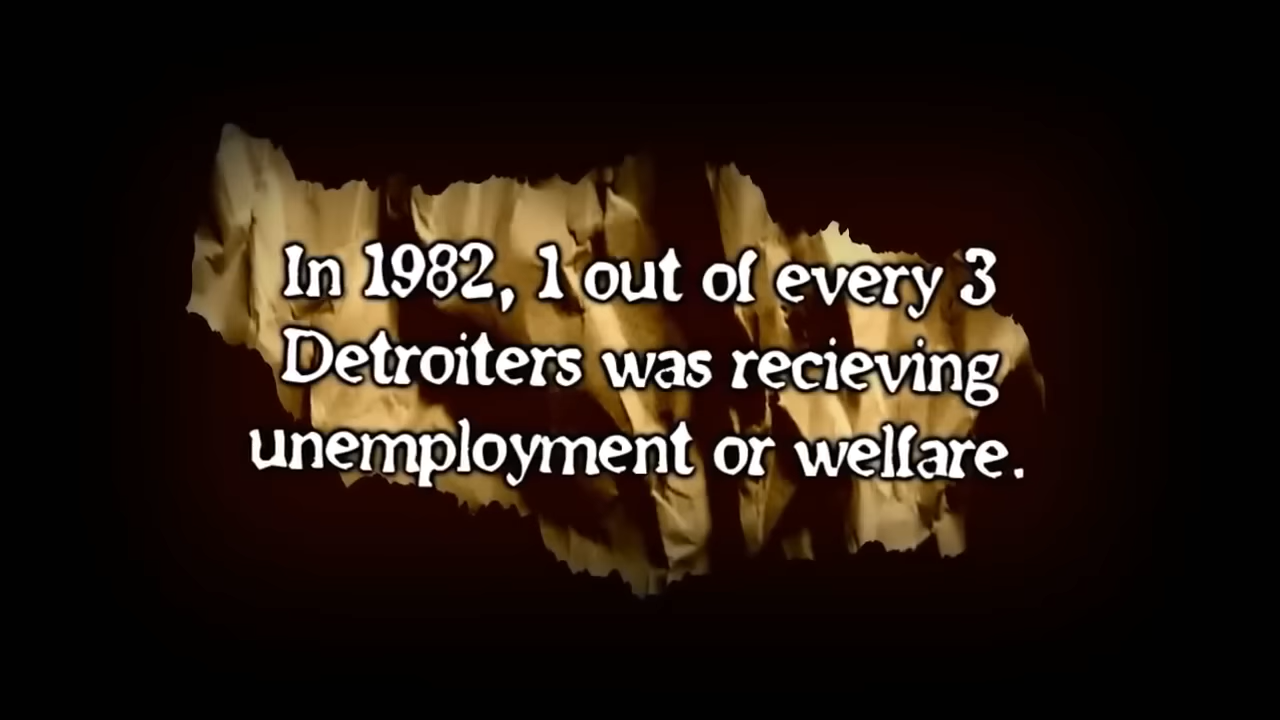 In 1982, 1 out of every 3
Detroiters was recieving
unemployment or welfare.